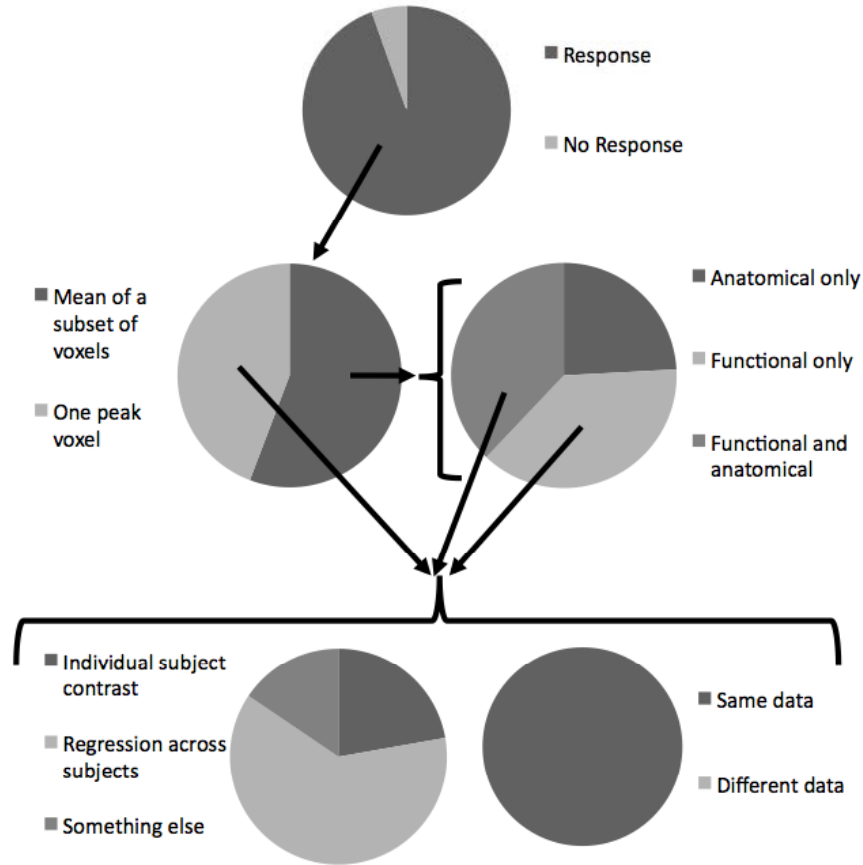 Response
No Response
Mean of a
subset of
voxels
One peak
voxel
Anatomical only
Functional only
Functional and
anatomical
Individual subject
contrast
Regression across
subjects
Something else
Same data
Different data